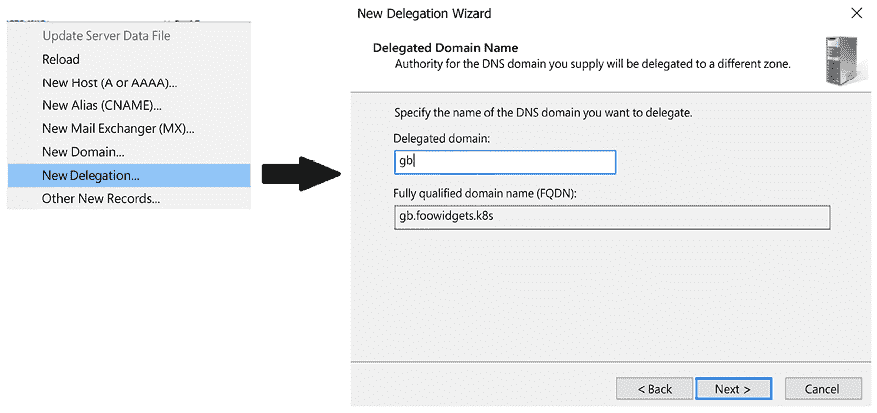 Update Server Data File
Reload
New Host (A or AAAA)...
New Alias (CNAME)...
New Mail Exchanger (MX)...
New Domain...
New Delegation...
Other New Records...
New Delegation Wizard
Delegated Domain Name
Authority for the DNS domain you supply will be delegated to a different zone.
Specify the name of the DNS domain you want to delegate.
Delegated domain:
gb
Fully qualified domain name (FQDN):
gb.foowidgets.k8s
< Back
Next >
Cancel